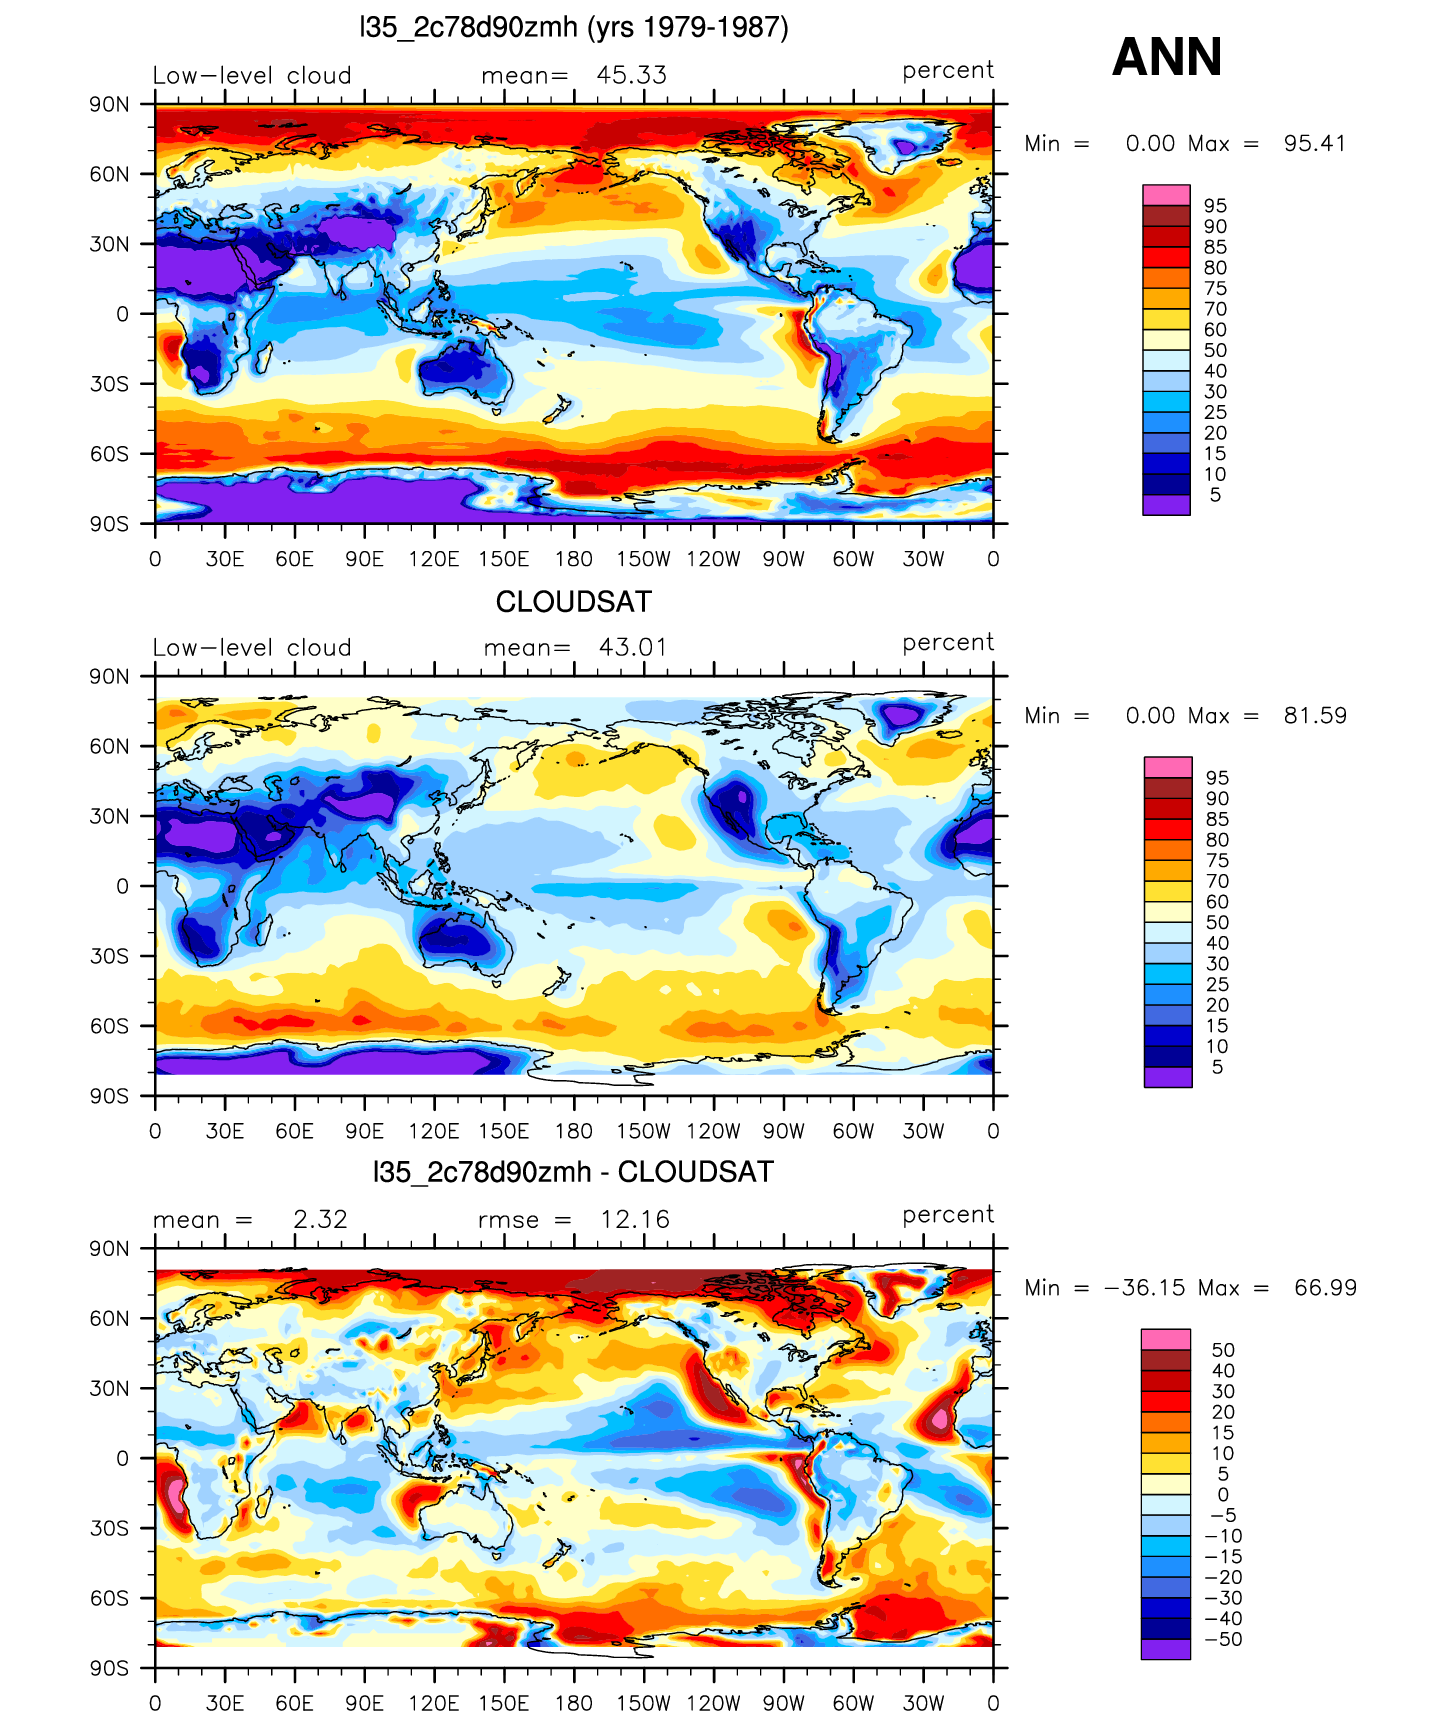 l35_2c78d90zmh (yrs 1979-1987)
ANN
Low-level cloud mean= 45.33 percent
Min = 0.00 Max = 95.41
90N
60N
30N
0
30S
60S
90S
0 30E 60E 90E 120E 150E 180 150W 120W 90W 60W 30W 0
95
90
85
80
75
70
60
50
40
30
25
20
15
10
5
CLOUDSAT
Low-level cloud mean= 43.01 percent
Min = 0.00 Max = 81.59
90N
60N
30N
0
30S
60S
90S
0 30E 60E 90E 120E 150E 180 150W 120W 90W 60W 30W 0
95
90
85
80
75
70
60
50
40
30
25
20
15
10
5
l35_2c78d90zmh - CLOUDSAT
mean = 2.32 rmse = 12.16 percent
Min = -36.15 Max = 66.99
90N
60N
30N
0
30S
60S
90S
0 30E 60E 90E 120E 150E 180 150W 120W 90W 60W 30W 0
50
40
30
20
15
10
5
0
-5
-10
-15
-20
-30
-40
-50